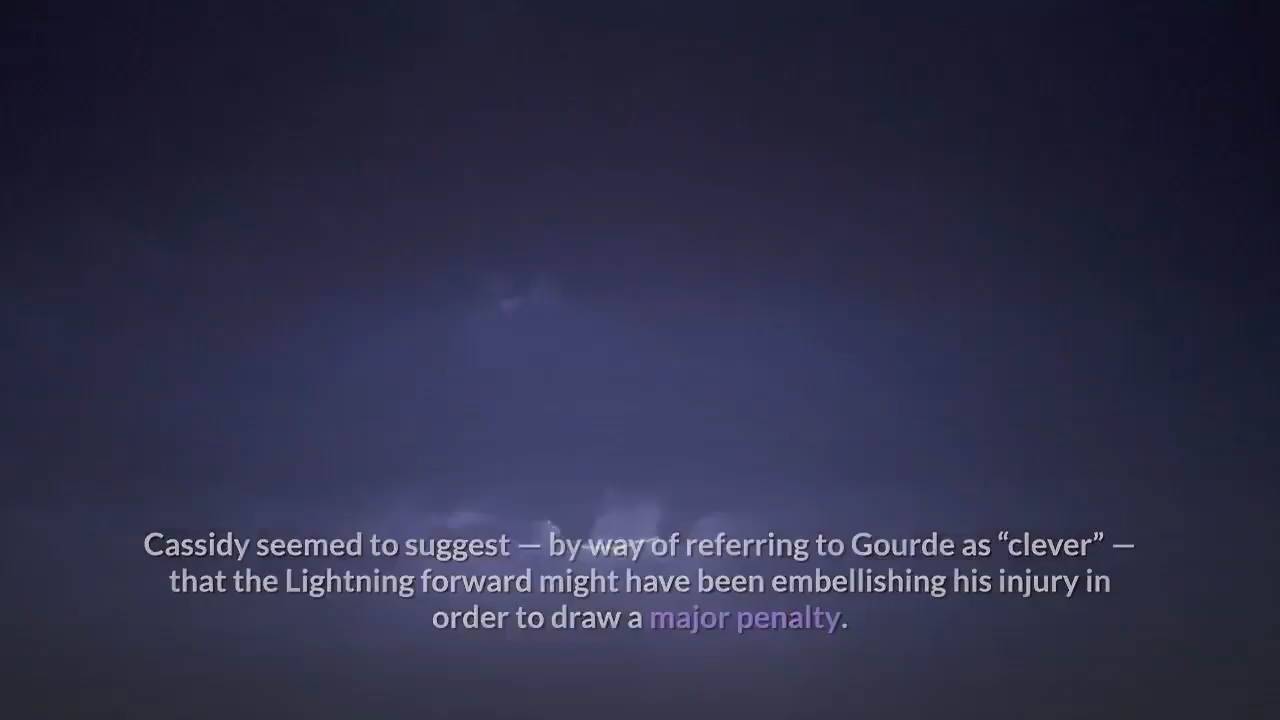 Cassidy seemed to suggest — by way of referring to Gourde as “clever” —
that the Lightning forward might have been embellishing his injury in
order to draw a major penalty.